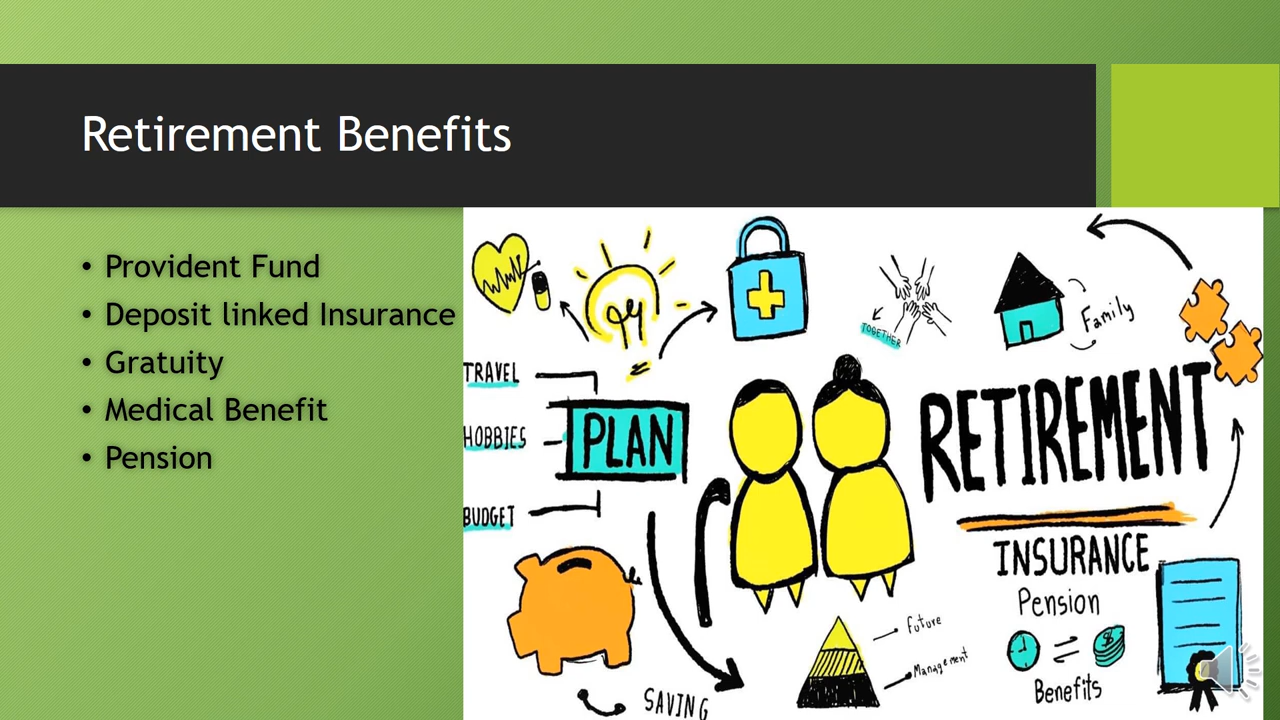 Retirement Benefits
• Provident Fund
• Deposit linked Insurance
• Gratuity
• Medical Benefit
• Pension
TOGETHER
Family
TRAVEL
HOBBIES
BUDGET
PLAN
RETIREMENT
INSURANCE
Pension
Benefits
Future
Management
SAVING